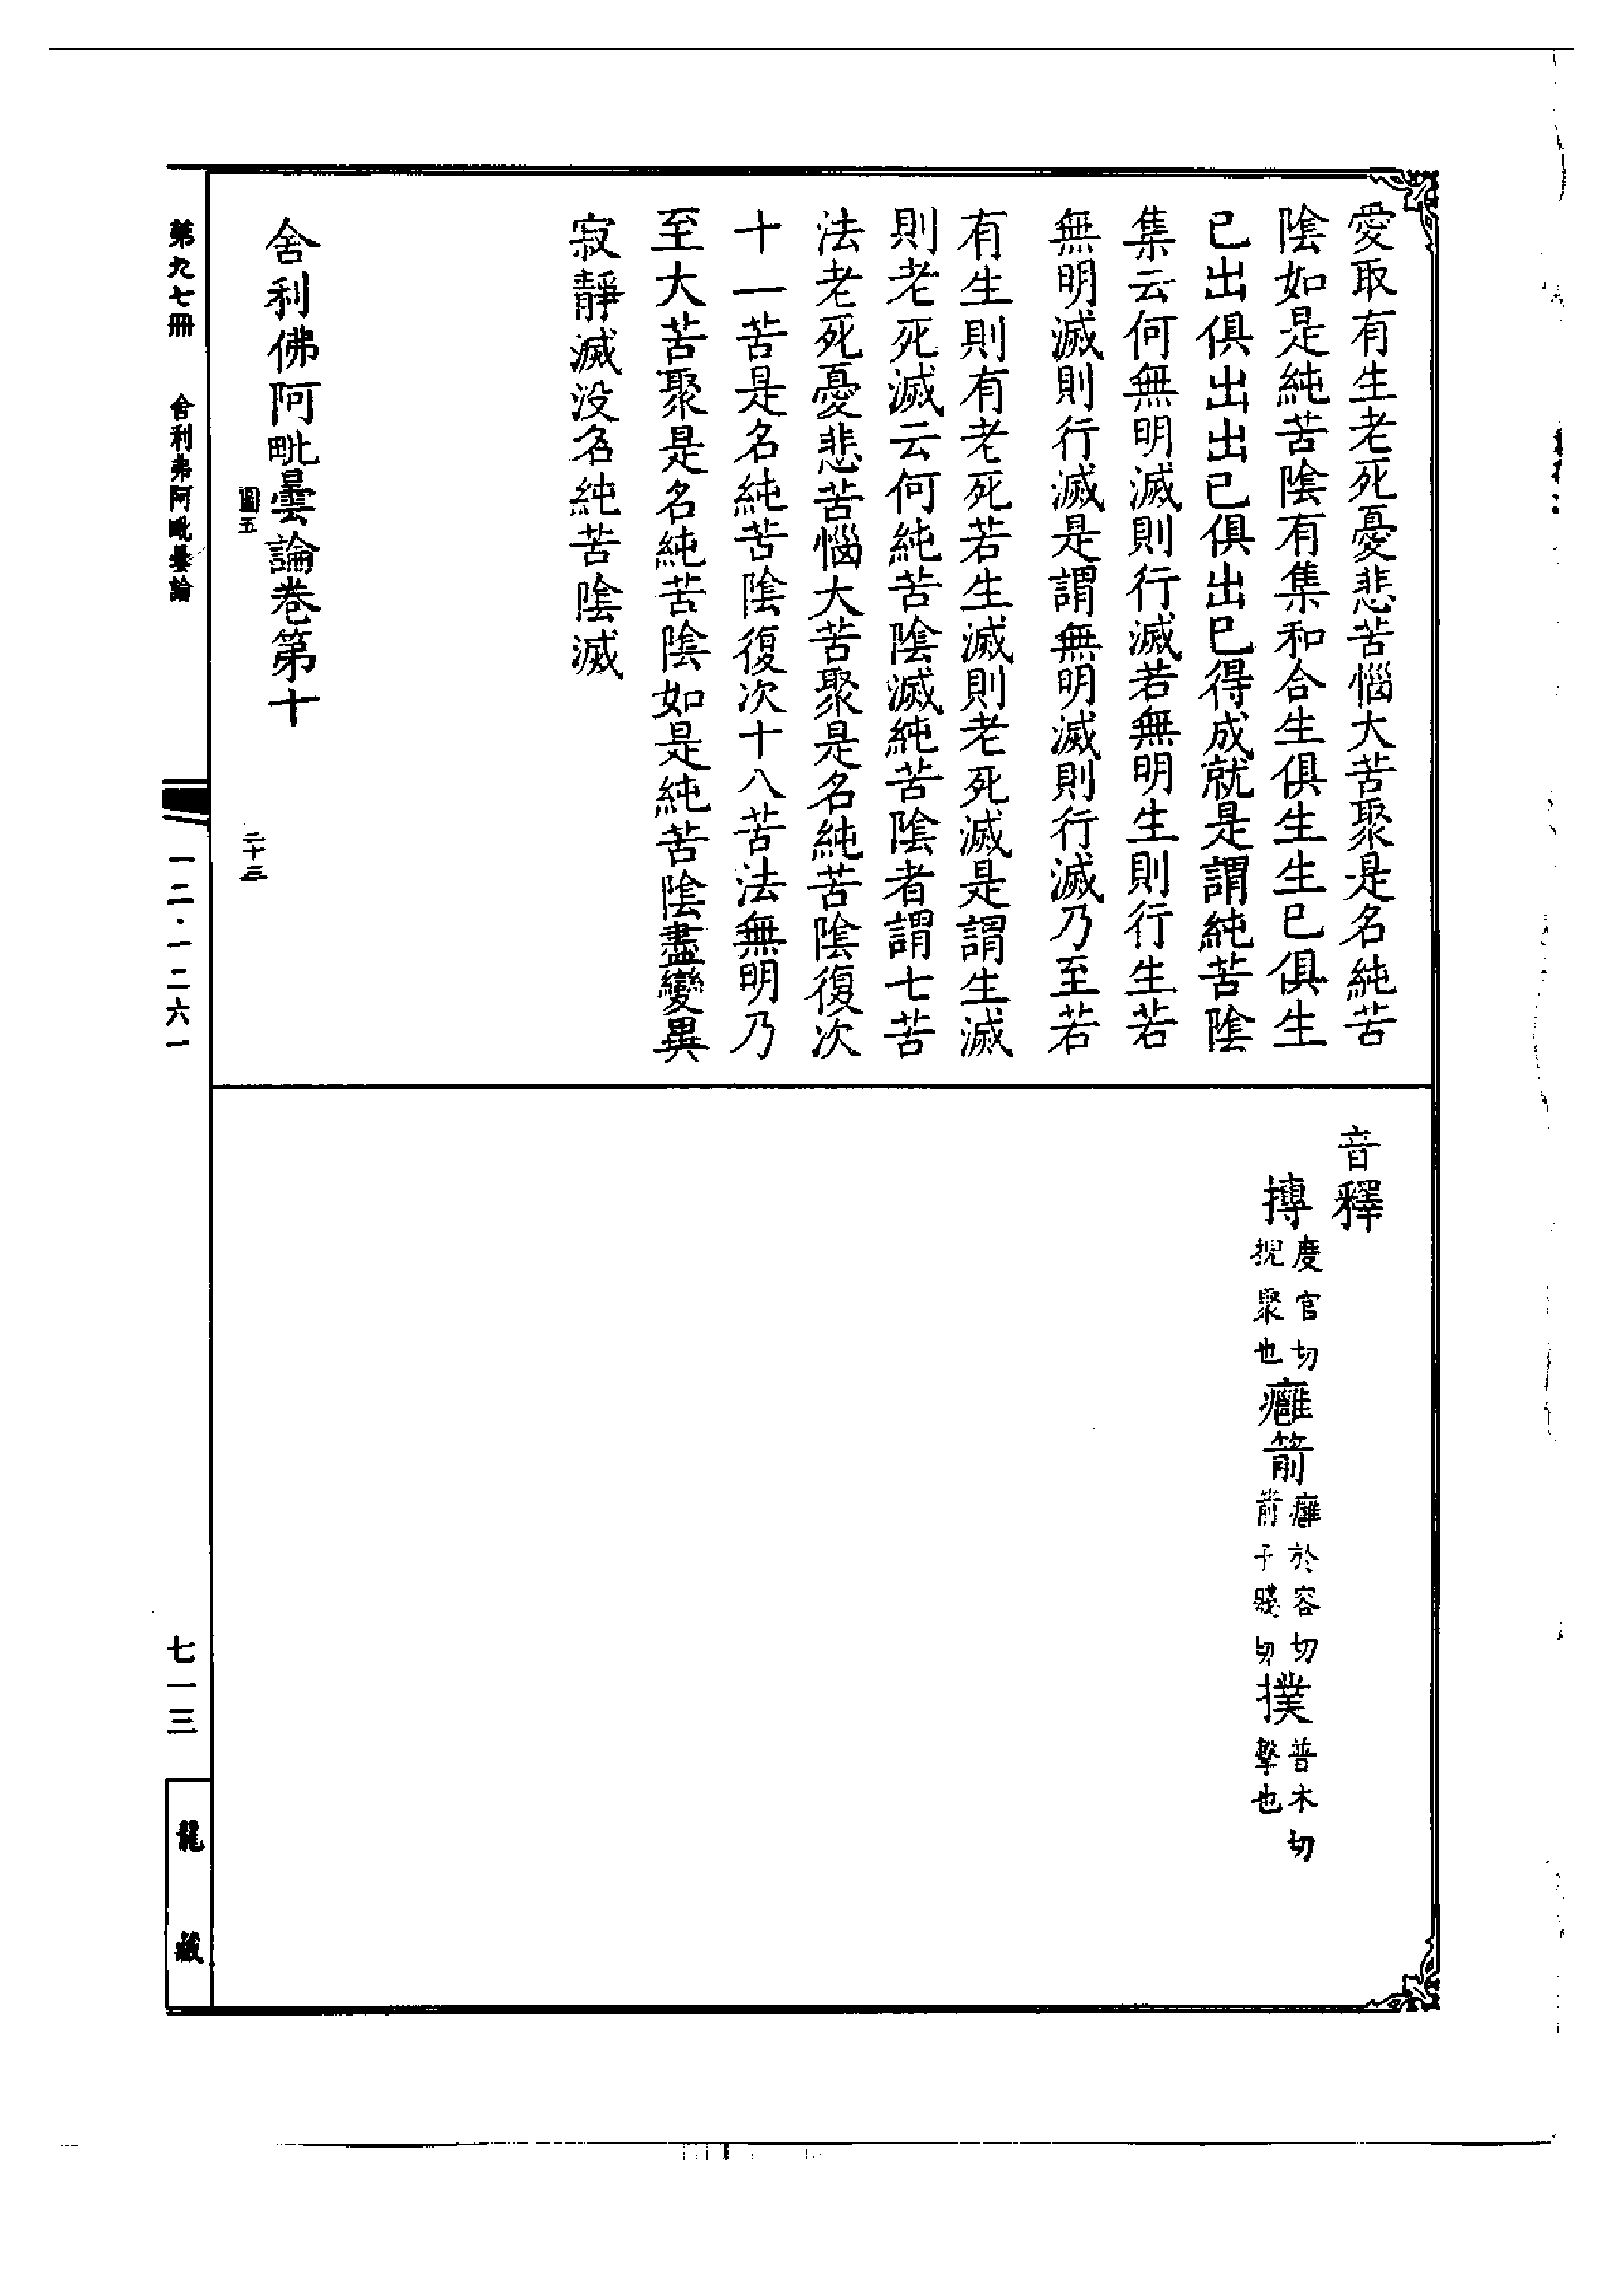 愛取有生老死憂悲苦惱大苦聚是名純苦
陰如是純苦陰有集和合生俱生生已俱生
已出俱出出已俱出出已得成就是謂純苦陰
集云何無明滅則行滅若無明生則行生若
無明滅則行滅是謂無明滅則行滅乃至若
有生則有老死若生滅則老死滅是謂生滅
則老死滅云何純苦陰滅純苦陰者謂七苦
法老死憂悲苦惱大苦聚是名純苦陰復次
十一苦是名純苦陰復次十八苦法無明乃
至大苦聚是名純苦陰如是純苦陰盡變異
寂靜滅没名純苦陰滅
舍利佛阿毗曇論卷第十
圖五
二十三
音釋
摶
度官切
捉聚也
癰箭
癰於容切
箭子賤切
撲
普木切
擊也
第九七冊
舍利弗阿毗曇論
一二·一二六一
七一三
龍藏